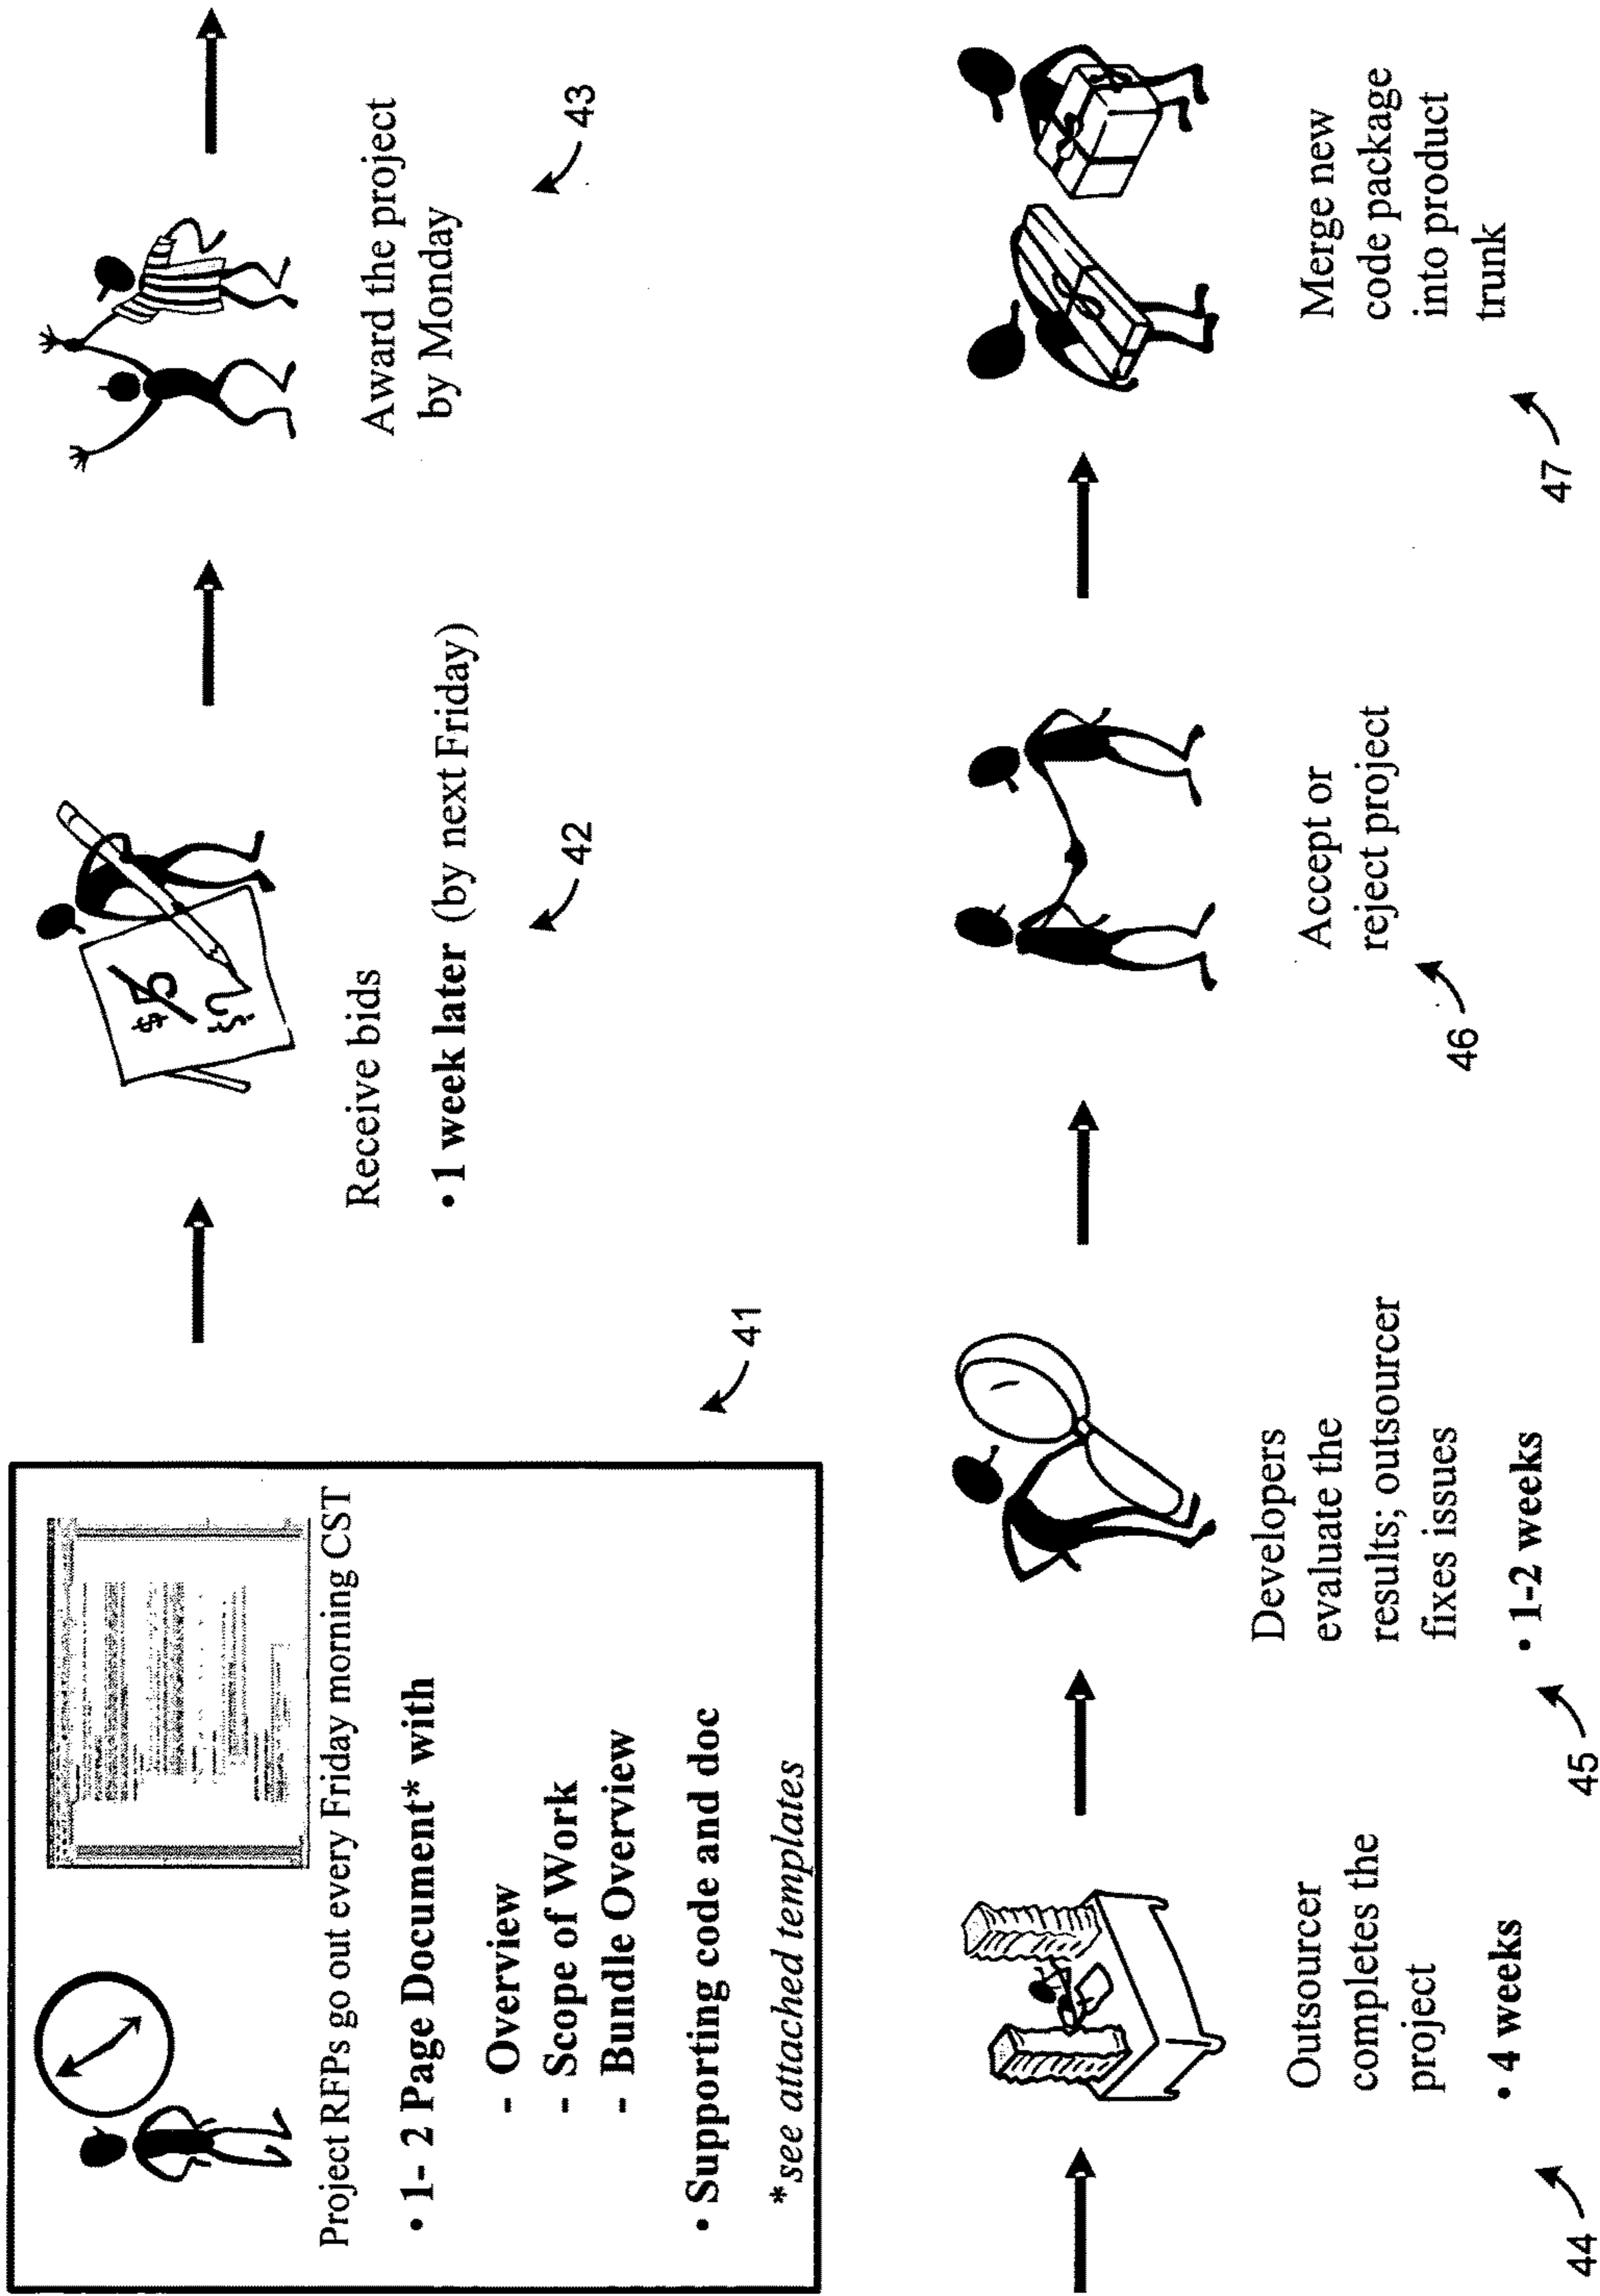 Project RFPs go out every Friday morning CST
• 1- 2 Page Document* with
- Overview
- Scope of Work
- Bundle Overview
• Supporting code and doc
*see attached templates
41
$5
Receive bids
• 1 week later (by next Friday)
42
Award the project
by Monday
43
Outsourcer
completes the
project
• 4 weeks
44
Developers
evaluate the
results; outsourcer
fixes issues
• 1-2 weeks
45
Accept or
reject project
46
Merge new
code package
into product
trunk
47